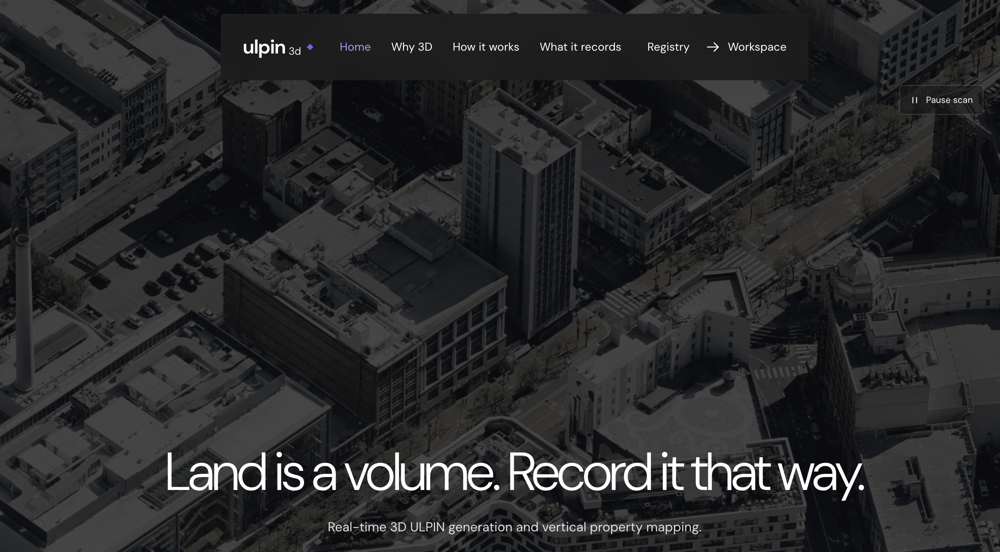 ulpin 3d
Home
Why 3D
How it works
What it records
Registry
→ Workspace
Pause scan
Land is a volume. Record it that way.
Real-time 3D ULPIN generation and vertical property mapping.